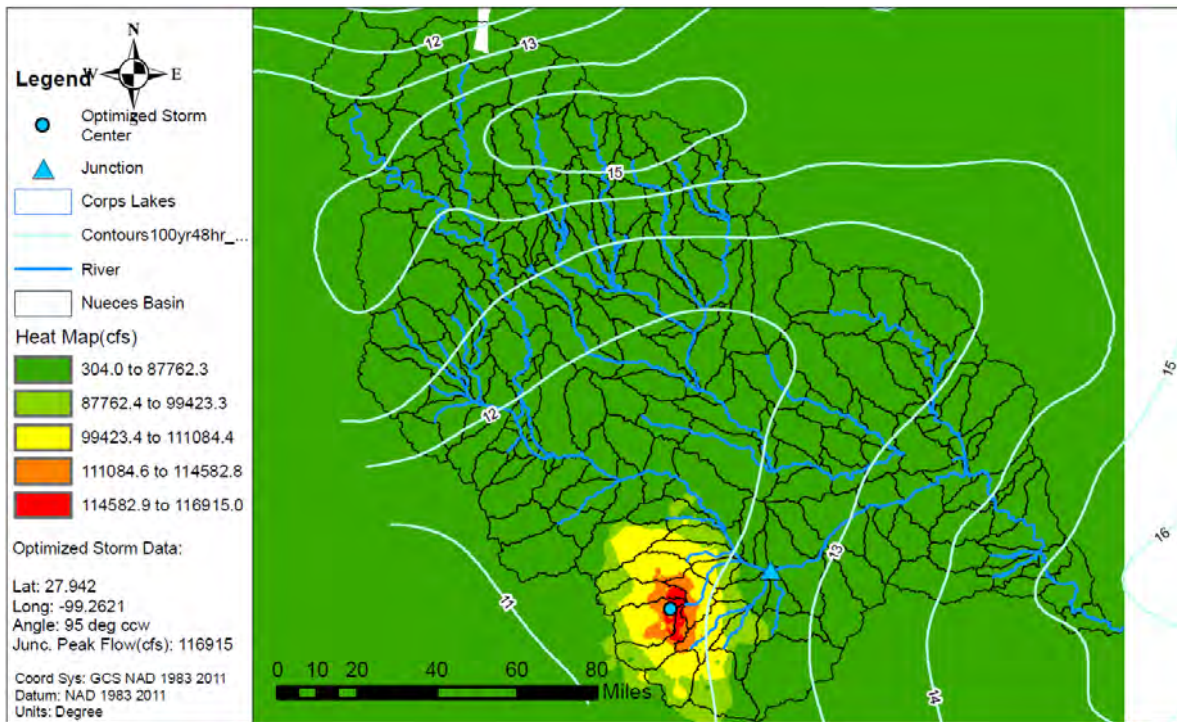 N
Legend
W
E
S
Optimized Storm
Center
Junction
Corps Lakes
Contours100yr48hr_...
River
Nueces Basin
Heat Map(cfs)
304.0 to 87762.3
87762.4 to 99423.3
99423.4 to 111084.4
111084.6 to 114582.8
114582.9 to 116915.0
Optimized Storm Data:
Lat: 27.942
Long: -99.2621
Angle: 95 deg ccw
Junc. Peak Flow(cfs): 116915
Coord Sys: GCS NAD 1983 2011
Datum: NAD 1983 2011
Units: Degree
12
13
15
12
11
13
14
15
16
0 10 20 40 60 80
Miles